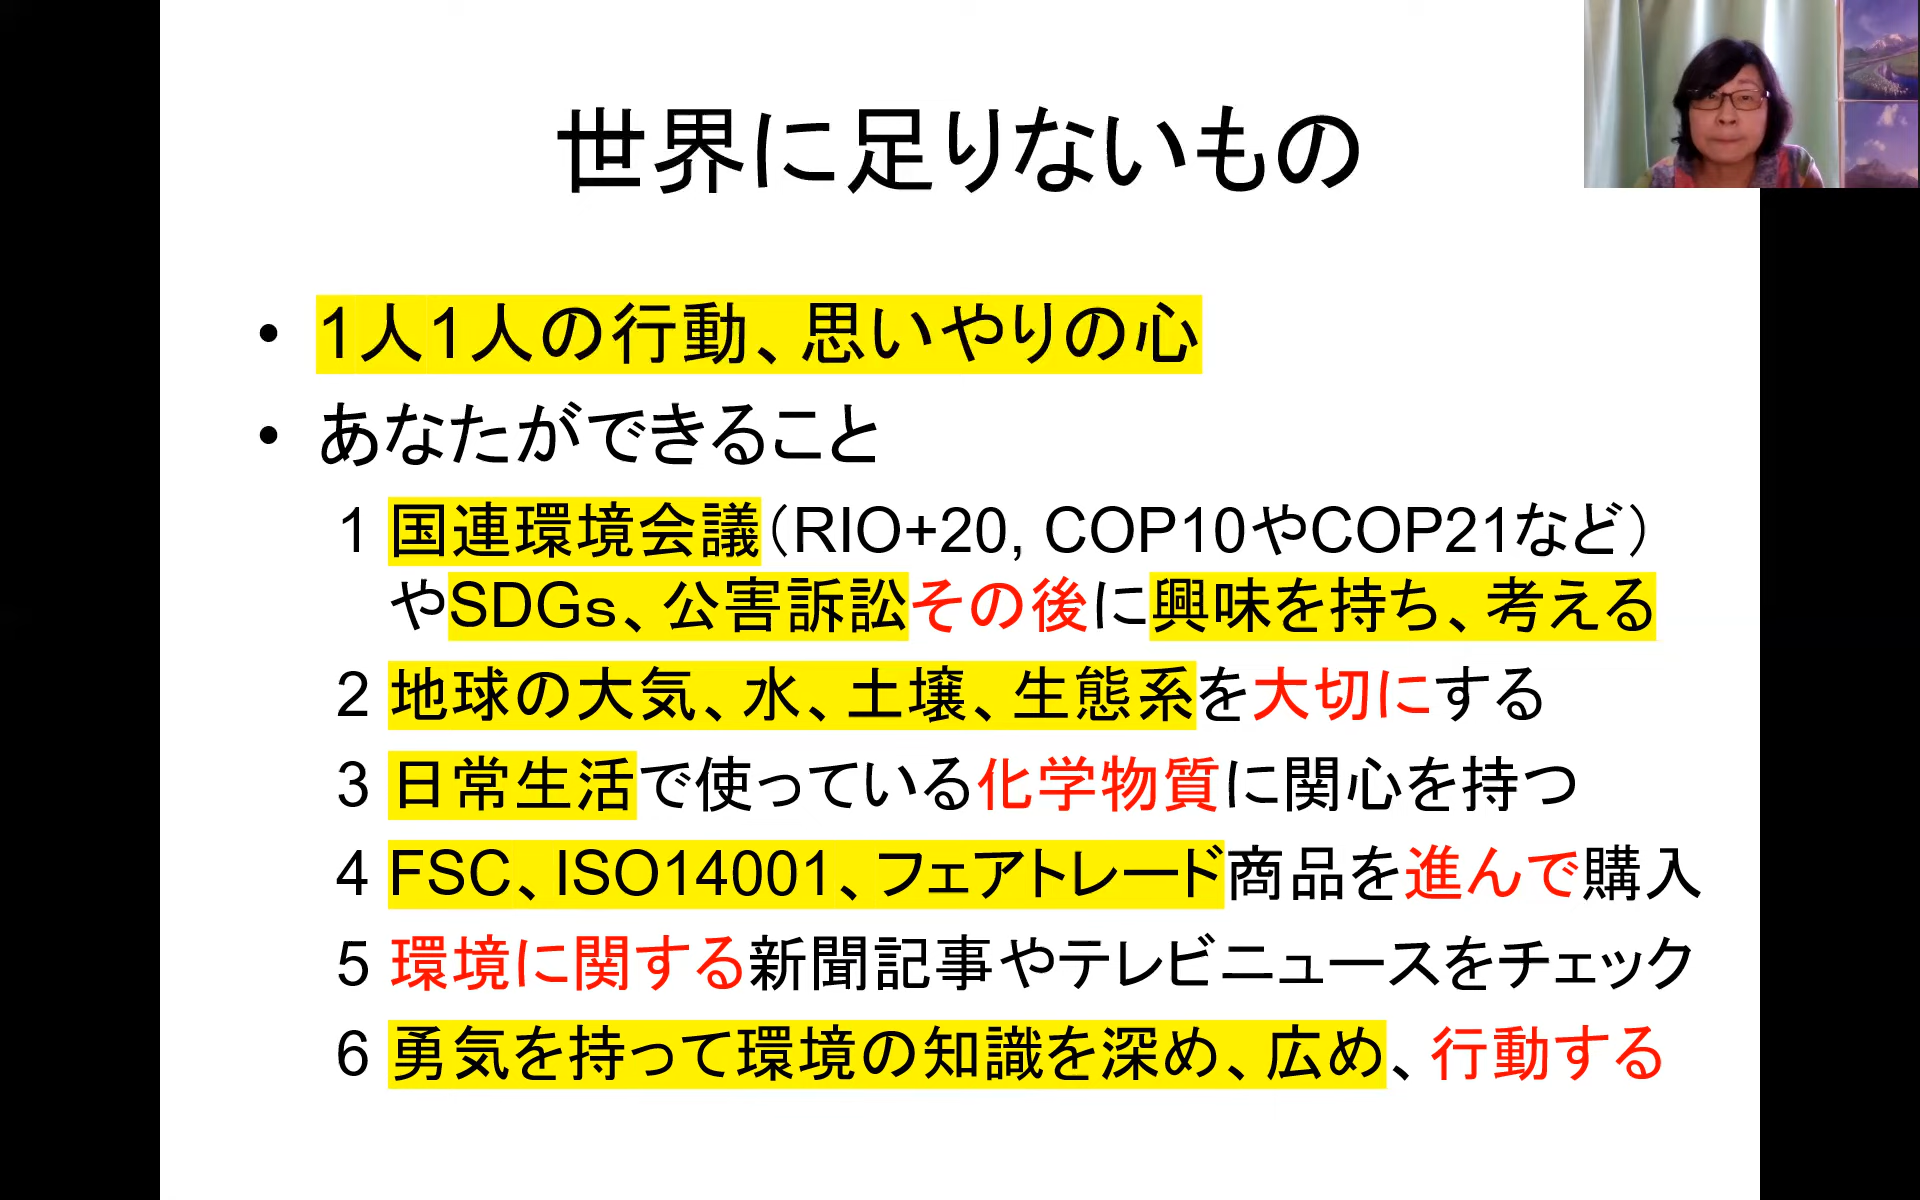 世界に足りないもの
• 1人1人の行動、思いやりの心
• あなたができること
1 国連環境会議（RIO+20, COP10やCOP21など）
やSDGs、公害訴訟その後に興味を持ち、考える
2 地球の大気、水、土壌、生態系を大切にする
3 日常生活で使っている化学物質に関心を持つ
4 FSC、ISO14001、フェアトレード商品を進んで購入
5 環境に関する新聞記事やテレビニュースをチェック
6 勇気を持って環境の知識を深め、広め、行動する